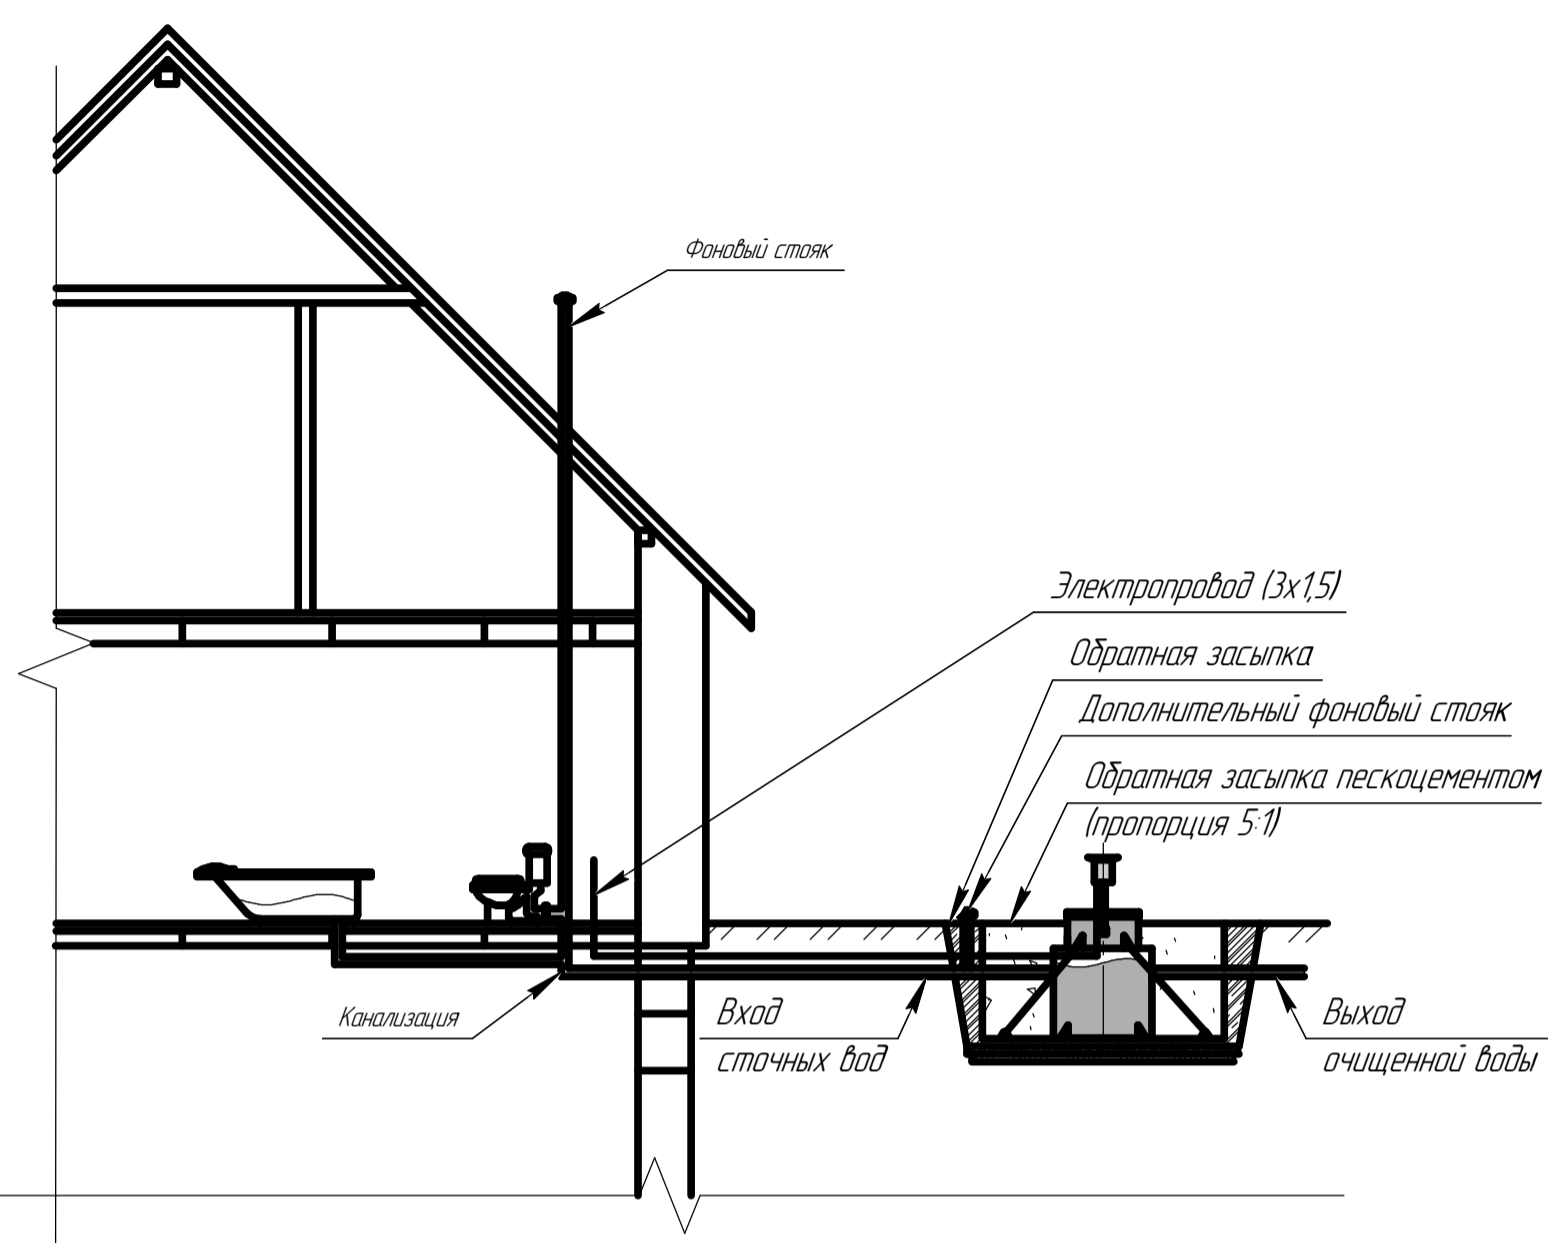 Фоновый стояк
Электропровод (3х1,5)
Обратная засыпка
Дополнительный фоновый стояк
Обратная засыпка пескоцементом
(пропорция 5:1)
Канализация
Вход
сточных вод
Выход
очищенной воды